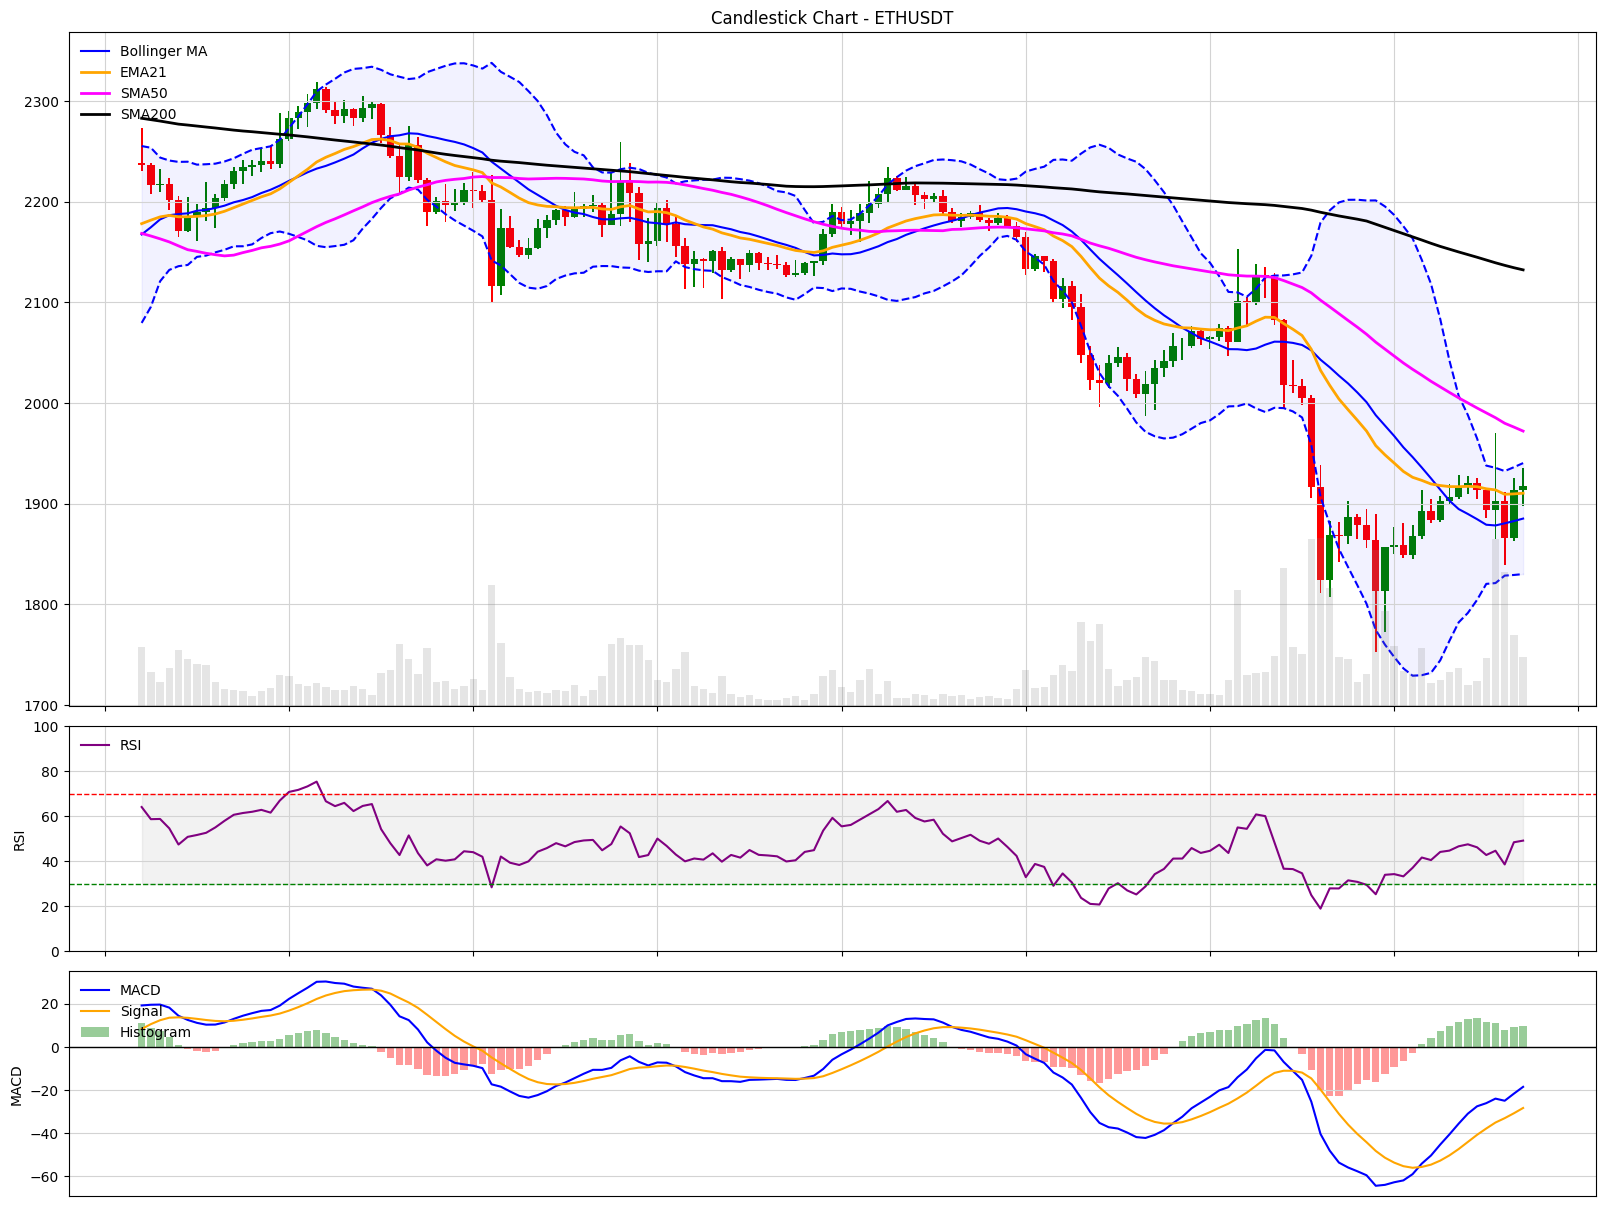 Candlestick Chart - ETHUSDT
Bollinger MA
EMA21
SMA50
SMA200
2300
2200
2100
2000
1900
1800
1700
RSI
RSI
100
80
60
40
20
0
MACD
Signal
Histogram
MACD
20
0
−20
−40
−60